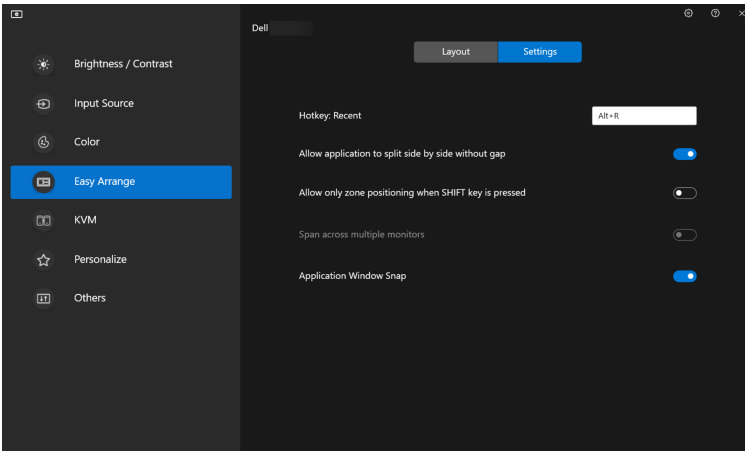 Dell
Layout
Settings
Brightness / Contrast
Input Source
Color
Easy Arrange
KVM
Personalize
Others
Hotkey: Recent
Alt+R
Allow application to split side by side without gap
Allow only zone positioning when SHIFT key is pressed
Span across multiple monitors
Application Window Snap